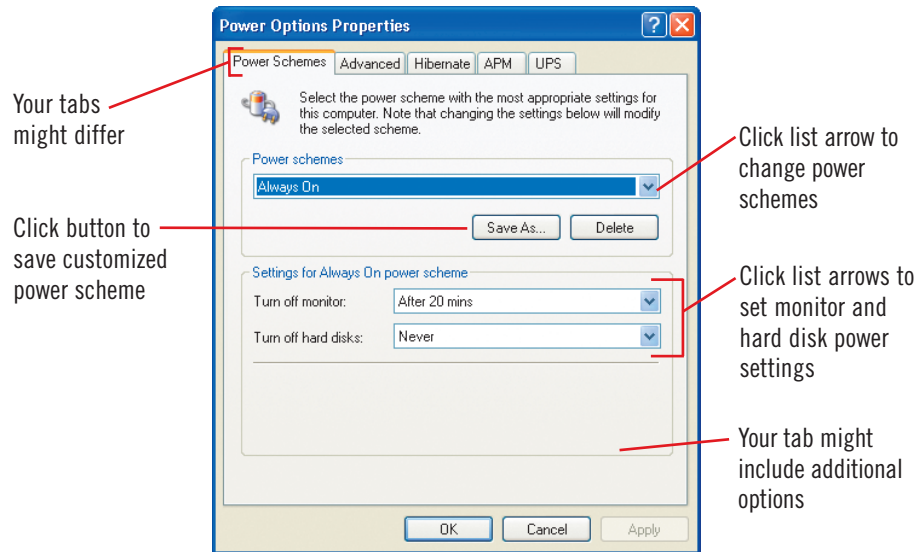 Power Options Properties
Power Schemes Advanced Hibernate APM UPS
Select the power scheme with the most appropriate settings for
this computer. Note that changing the settings below will modify
the selected scheme.
Power schemes
Always On
Save As... Delete
Settings for Always On power scheme
Turn off monitor: After 20 mins
Turn off hard disks: Never
OK Cancel Apply
Your tabs
might differ
Click button to
save customized
power scheme
Click list arrow to
change power
schemes
Click list arrows to
set monitor and
hard disk power
settings
Your tab might
include additional
options